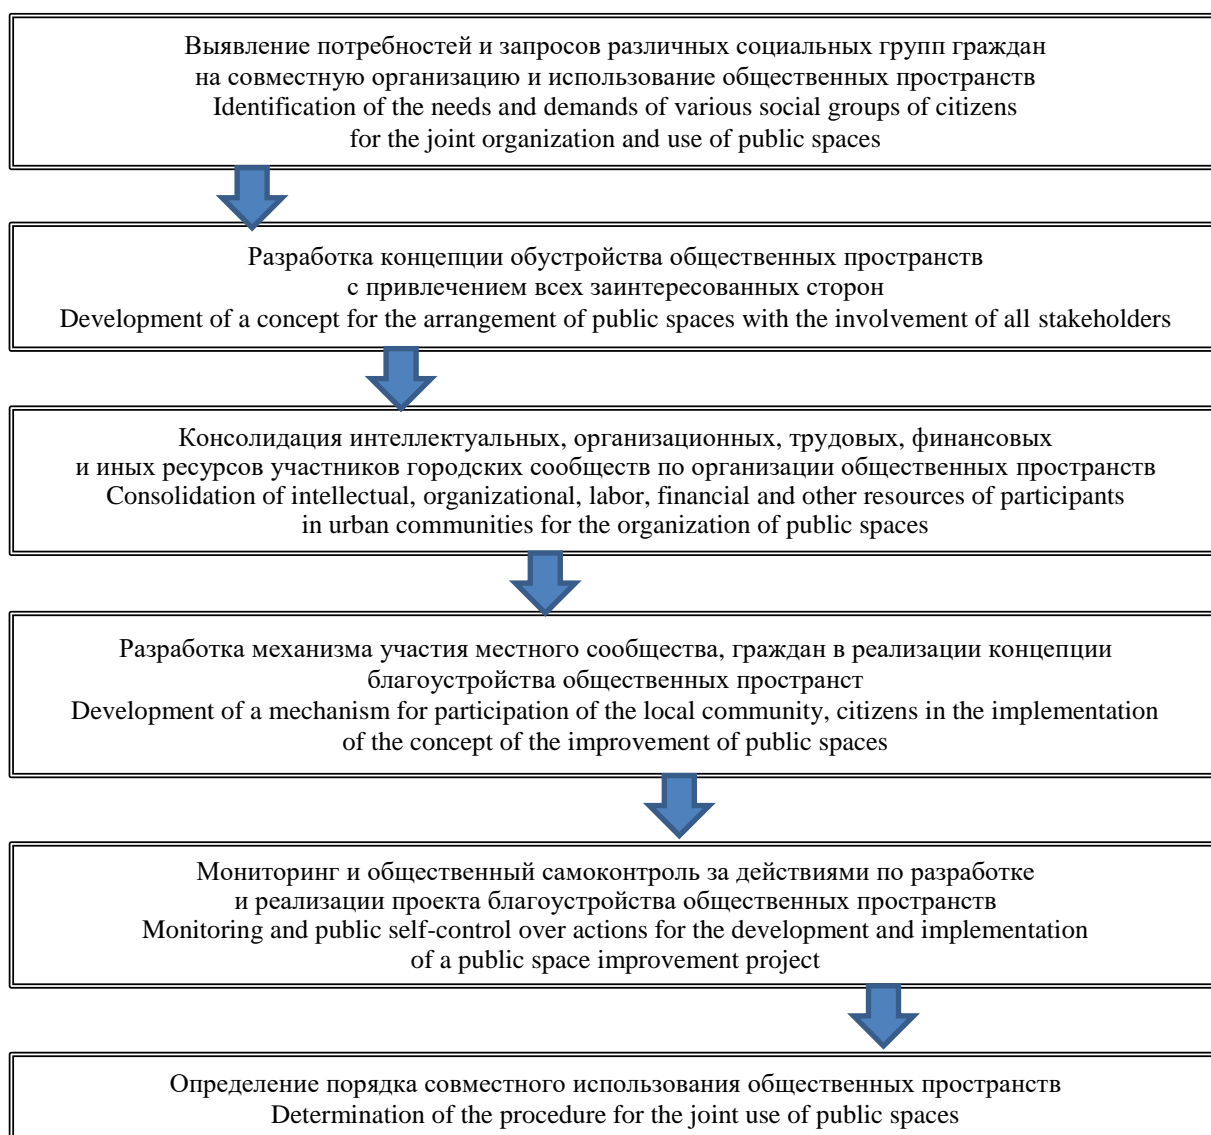 Выявление потребностей и запросов различных социальных групп граждан
на совместную организацию и использование общественных пространств
Identification of the needs and demands of various social groups of citizens
for the joint organization and use of public spaces
Разработка концепции обустройства общественных пространств
с привлечением всех заинтересованных сторон
Development of a concept for the arrangement of public spaces with the involvement of all stakeholders
Консолидация интеллектуальных, организационных, трудовых, финансовых
и иных ресурсов участников городских сообществ по организации общественных пространств
Consolidation of intellectual, organizational, labor, financial and other resources of participants
in urban communities for the organization of public spaces
Разработка механизма участия местного сообщества, граждан в реализации концепции
благоустройства общественных пространст
Development of a mechanism for participation of the local community, citizens in the implementation
of the concept of the improvement of public spaces
Мониторинг и общественный самоконтроль за действиями по разработке
и реализации проекта благоустройства общественных пространств
Monitoring and public self-control over actions for the development and implementation
of a public space improvement project
Определение порядка совместного использования общественных пространств
Determination of the procedure for the joint use of public spaces